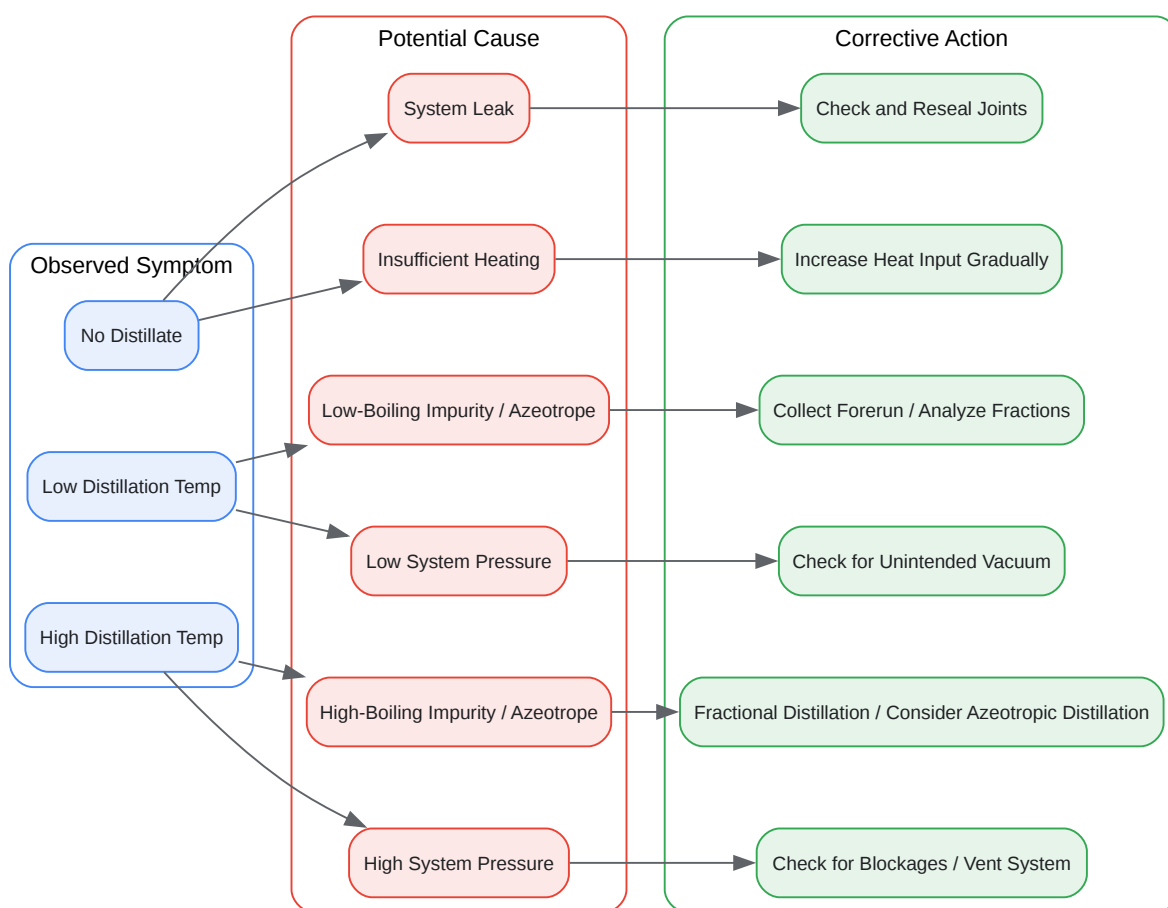 Potential Cause
Corrective Action
System Leak
Check and Reseal Joints
Observed Symptom
Insufficient Heating
Increase Heat Input Gradually
No Distillate
Low-Boiling Impurity / Azeotrope
Collect Forerun / Analyze Fractions
Low Distillation Temp
Low System Pressure
Check for Unintended Vacuum
High Distillation Temp
High-Boiling Impurity / Azeotrope
Fractional Distillation / Consider Azeotropic Distillation
High System Pressure
Check for Blockages / Vent System